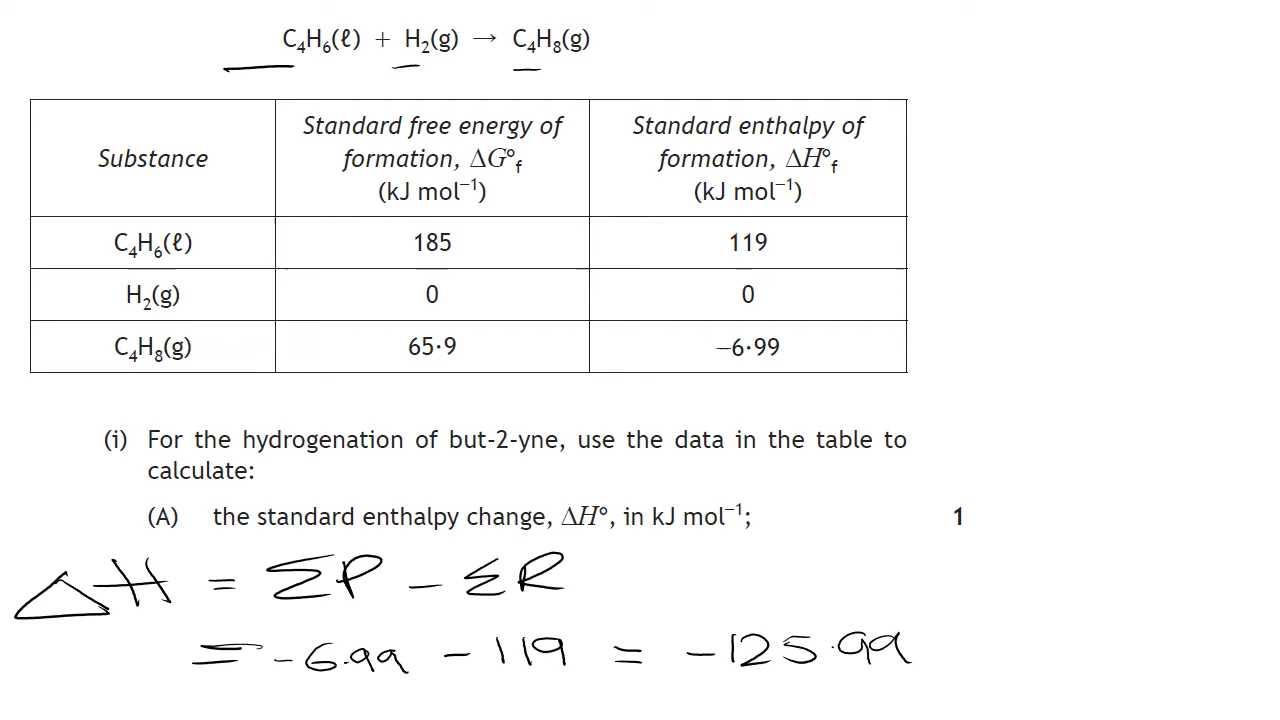 C₄H₆(ℓ) + H₂(g) → C₄H₈(g)
Substance | Standard free energy of formation, ΔG°f (kJ mol⁻¹) | Standard enthalpy of formation, ΔH°f (kJ mol⁻¹)
C₄H₆(ℓ) | 185 | 119
H₂(g) | 0 | 0
C₄H₈(g) | 65·9 | −6·99
(i) For the hydrogenation of but-2-yne, use the data in the table to
calculate:
(A) the standard enthalpy change, ΔH°, in kJ mol⁻¹; 1
ΔH = ΣP − ΣR
= -6.99 - 119 = -125.99